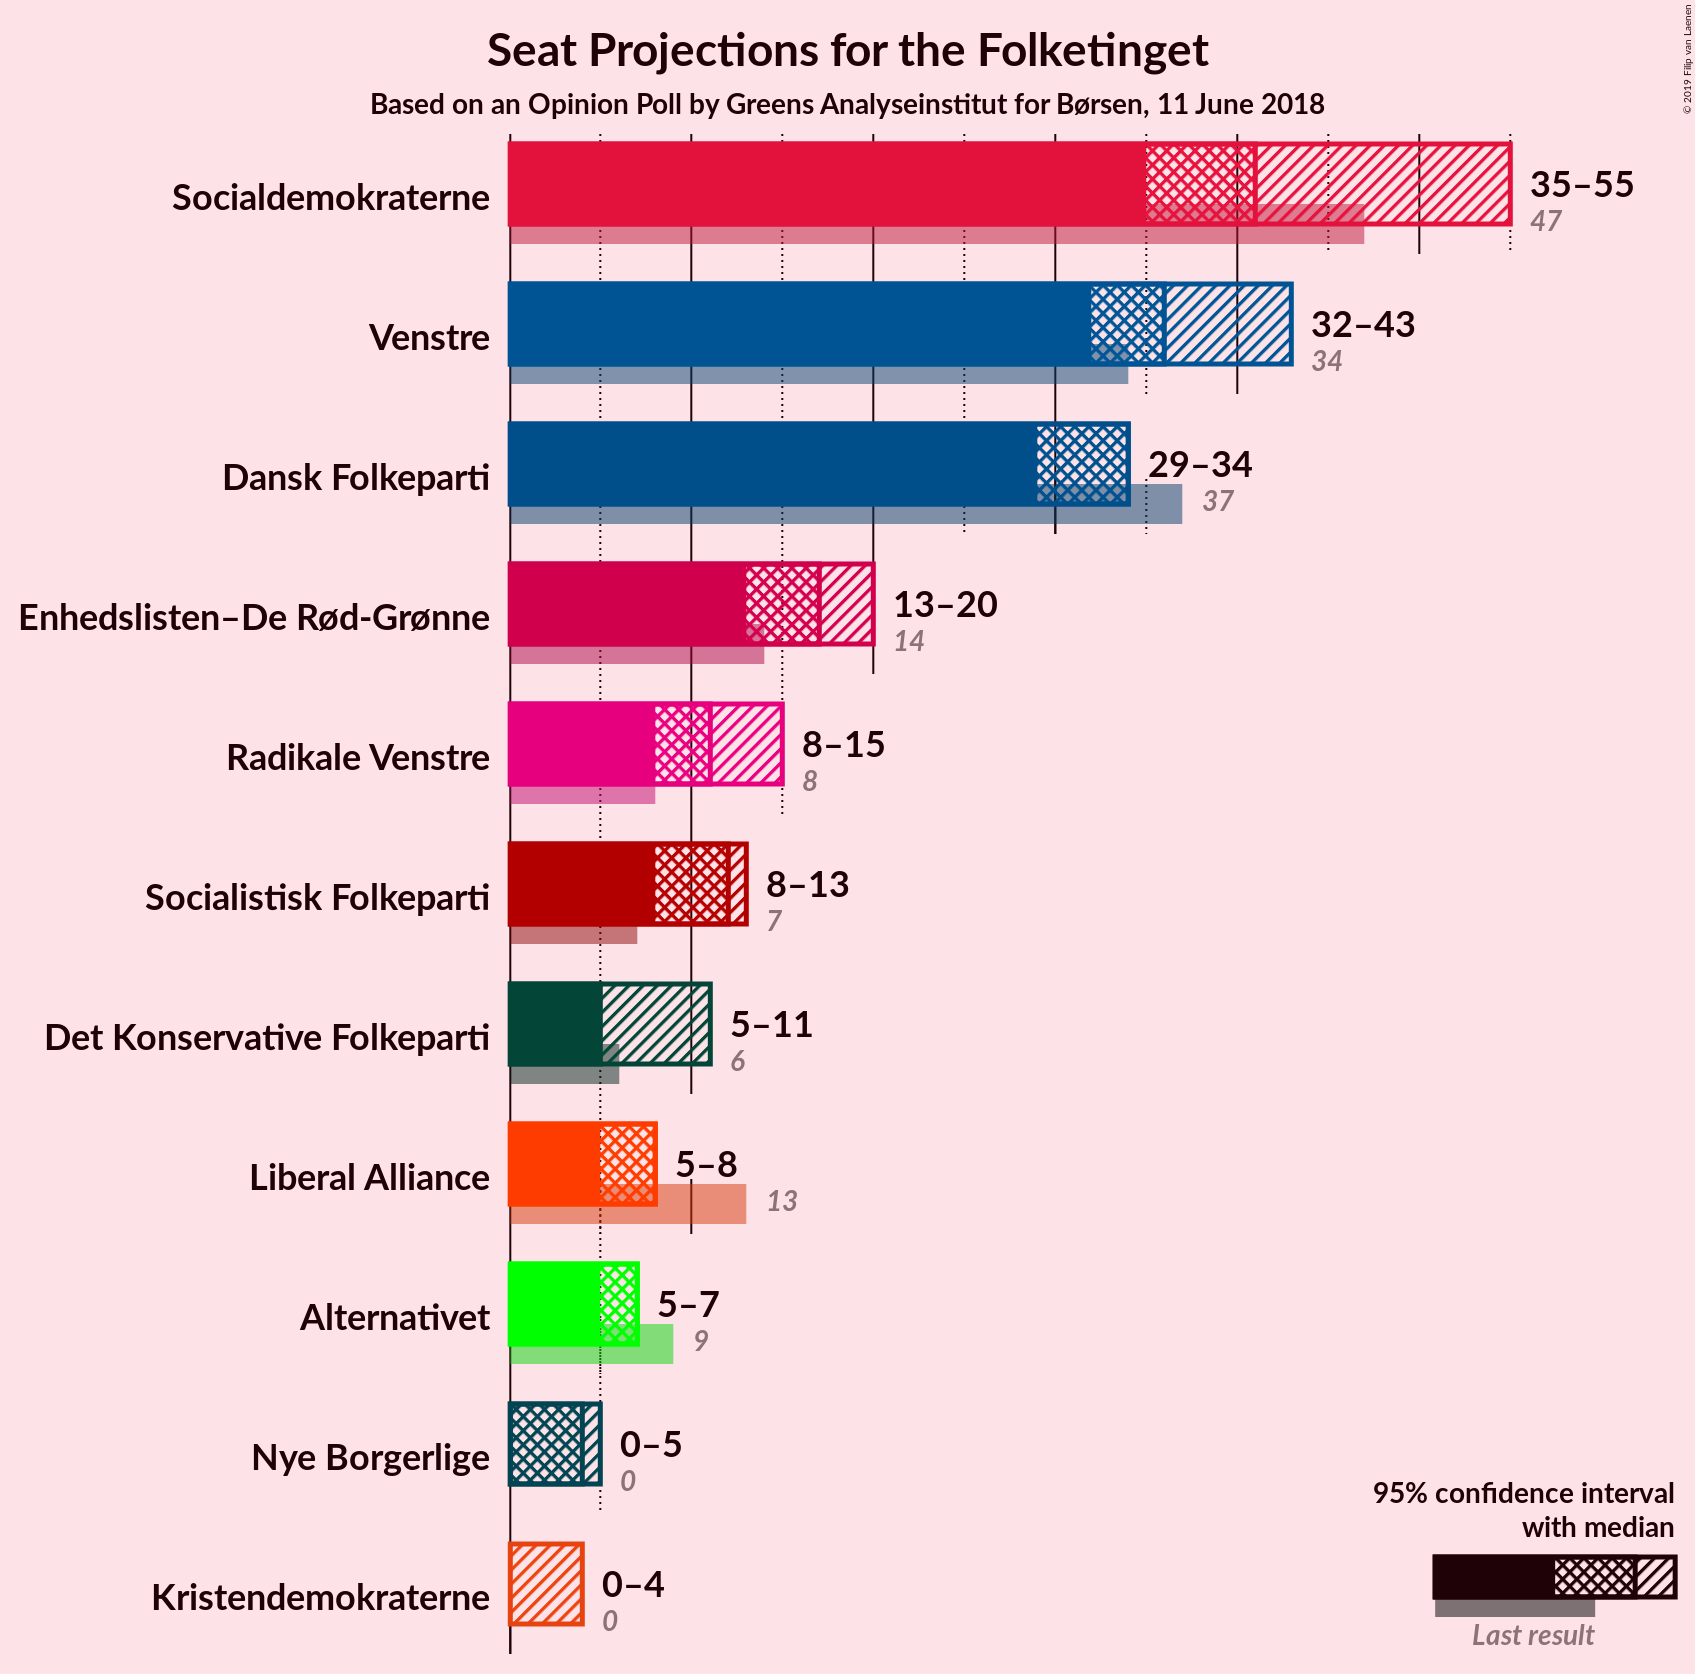 Seat Projections for the Folketinget
Based on an Opinion Poll by Greens Analyseinstitut for Børsen, 11 June 2018
© 2019 Filip van Laenen
Socialdemokraterne
35–55
47
Venstre
32–43
34
Dansk Folkeparti
29–34
37
Enhedslisten–De Rød-Grønne
13–20
14
Radikale Venstre
8–15
8
Socialistisk Folkeparti
8–13
7
Det Konservative Folkeparti
5–11
6
Liberal Alliance
5–8
13
Alternativet
5–7
9
Nye Borgerlige
0–5
0
Kristendemokraterne
0–4
0
95% confidence interval
with median
Last result